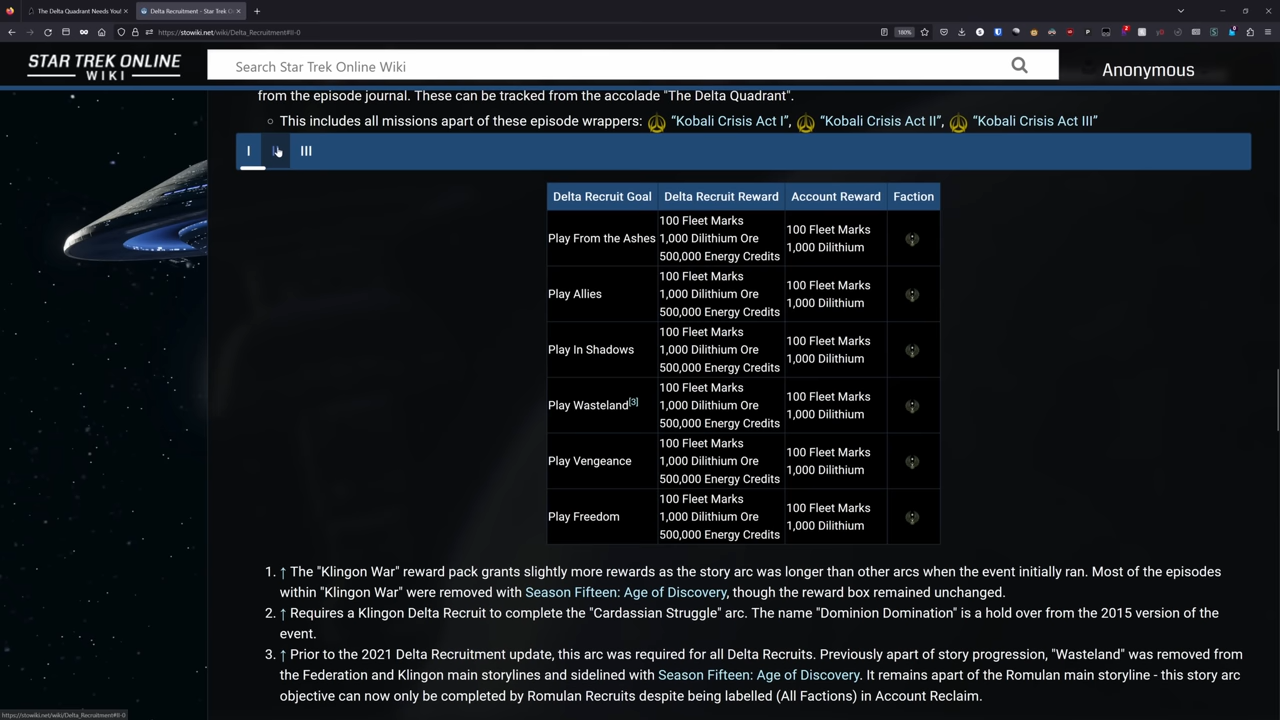 The Delta Quadrant Needs You!
Delta Recruitment - Star Trek O
https://stowiki.net/wiki/Delta_Recruitment#II-0
180%
STAR TREK ONLINE
WIKI
Search Star Trek Online Wiki
Anonymous
from the episode journal. These can be tracked from the accolade "The Delta Quadrant".
This includes all missions apart of these episode wrappers: “Kobali Crisis Act I”, “Kobali Crisis Act II”, “Kobali Crisis Act III”
I II III
Delta Recruit Goal Delta Recruit Reward Account Reward Faction
Play From the Ashes
100 Fleet Marks
1,000 Dilithium Ore
500,000 Energy Credits
100 Fleet Marks
1,000 Dilithium
Play Allies
100 Fleet Marks
1,000 Dilithium Ore
500,000 Energy Credits
100 Fleet Marks
1,000 Dilithium
Play In Shadows
100 Fleet Marks
1,000 Dilithium Ore
500,000 Energy Credits
100 Fleet Marks
1,000 Dilithium
Play Wasteland[3]
100 Fleet Marks
1,000 Dilithium Ore
500,000 Energy Credits
100 Fleet Marks
1,000 Dilithium
Play Vengeance
100 Fleet Marks
1,000 Dilithium Ore
500,000 Energy Credits
100 Fleet Marks
1,000 Dilithium
Play Freedom
100 Fleet Marks
1,000 Dilithium Ore
500,000 Energy Credits
100 Fleet Marks
1,000 Dilithium
1. ↑ The "Klingon War" reward pack grants slightly more rewards as the story arc was longer than other arcs when the event initially ran. Most of the episodes
within "Klingon War" were removed with Season Fifteen: Age of Discovery, though the reward box remained unchanged.
2. ↑ Requires a Klingon Delta Recruit to complete the "Cardassian Struggle" arc. The name "Dominion Domination" is a hold over from the 2015 version of the
event.
3. ↑ Prior to the 2021 Delta Recruitment update, this arc was required for all Delta Recruits. Previously apart of story progression, "Wasteland" was removed from
the Federation and Klingon main storylines and sidelined with Season Fifteen: Age of Discovery. It remains apart of the Romulan main storyline - this story arc
objective can now only be completed by Romulan Recruits despite being labelled (All Factions) in Account Reclaim.
https://stowiki.net/wiki/Delta_Recruitment#II-0